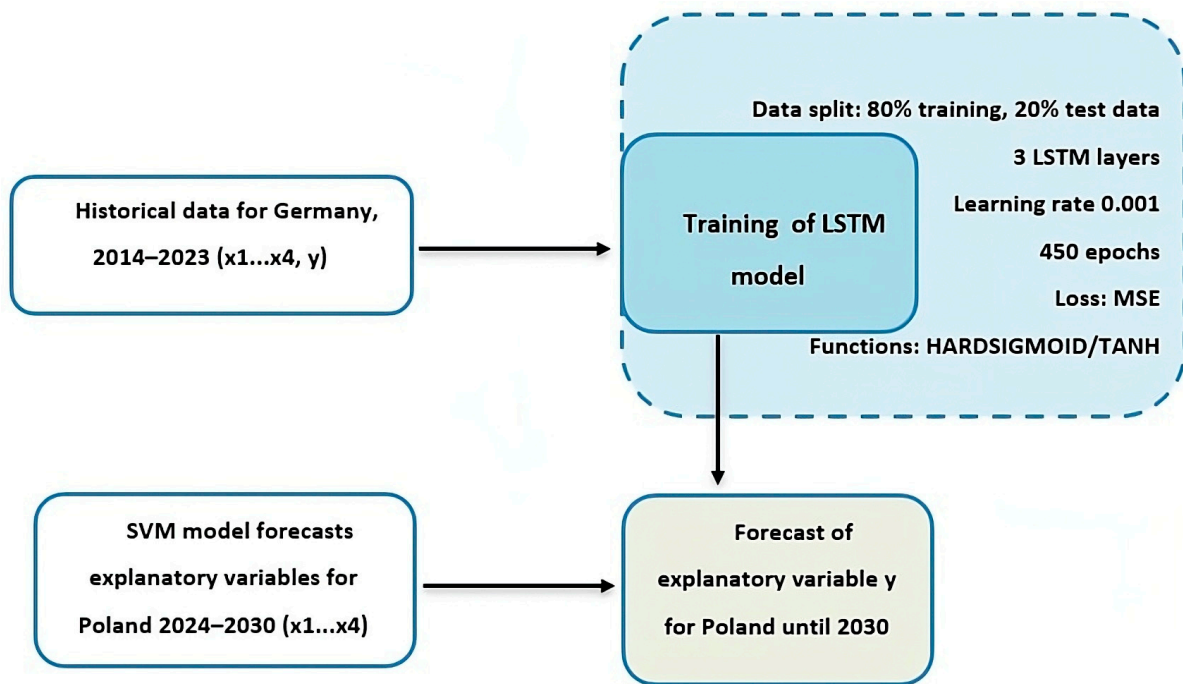 Data split: 80% training, 20% test data
3 LSTM layers
Learning rate 0.001
450 epochs
Loss: MSE
Functions: HARDSIGMOID/TANH
Historical data for Germany,
2014–2023 (x1...x4, y)
Training of LSTM
model
SVM model forecasts
explanatory variables for
Poland 2024–2030 (x1...x4)
Forecast of
explanatory variable y
for Poland until 2030